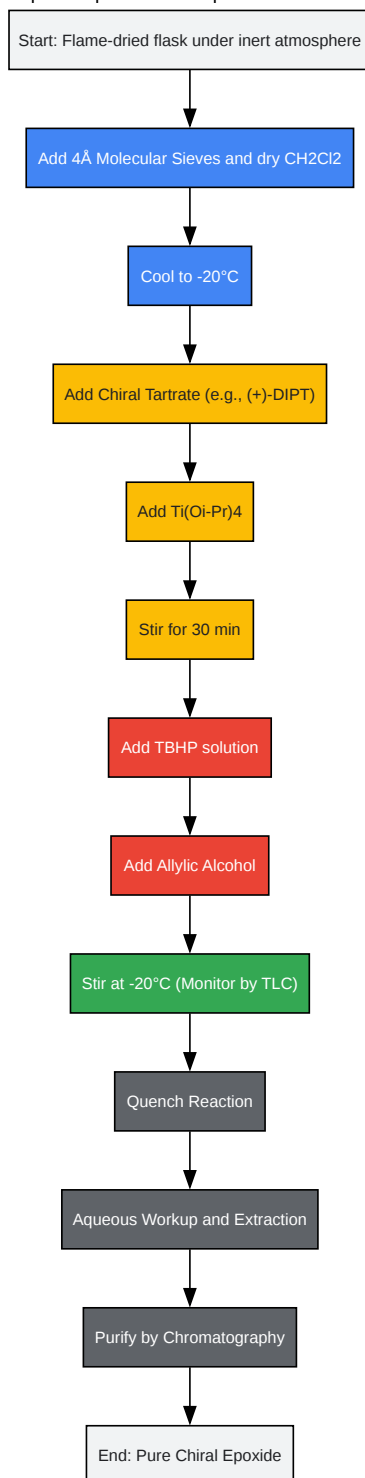 Start: Flame-dried flask under inert atmosphere
Add 4Å Molecular Sieves and dry CH2Cl2
Cool to -20°C
Add Chiral Tartrate (e.g., (+)-DIPT)
Add Ti(Oi-Pr)4
Stir for 30 min
Add TBHP solution
Add Allylic Alcohol
Stir at -20°C (Monitor by TLC)
Quench Reaction
Aqueous Workup and Extraction
Purify by Chromatography
End: Pure Chiral Epoxide